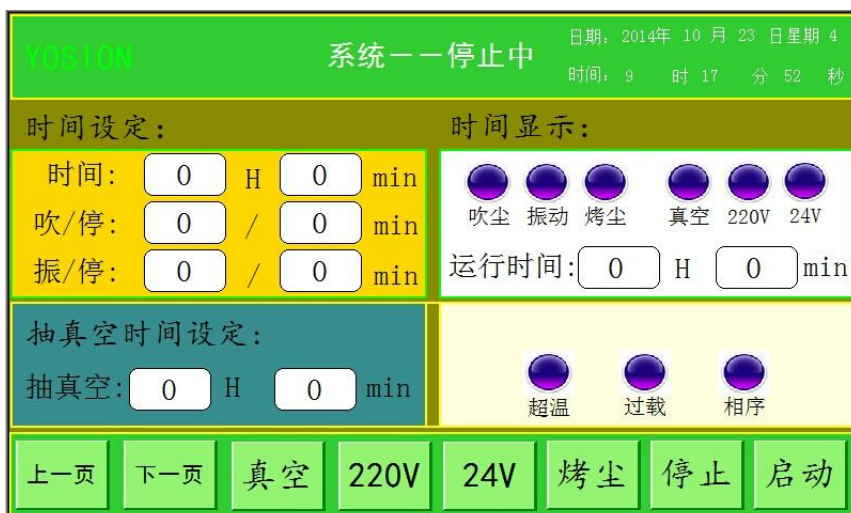 YOSION
系统——停止中
日期: 2014年 10 月 23 日星期 4
时间: 9 时 17 分 52 秒
时间设定:
时间: 0 H 0 min
吹/停: 0 / 0 min
振/停: 0 / 0 min
时间显示:
吹尘 振动 烤尘 真空 220V 24V
运行时间: 0 H 0 min
抽真空时间设定:
抽真空: 0 H 0 min
超温 过载 相序
上一页 下一页 真空 220V 24V 烤尘 停止 启动